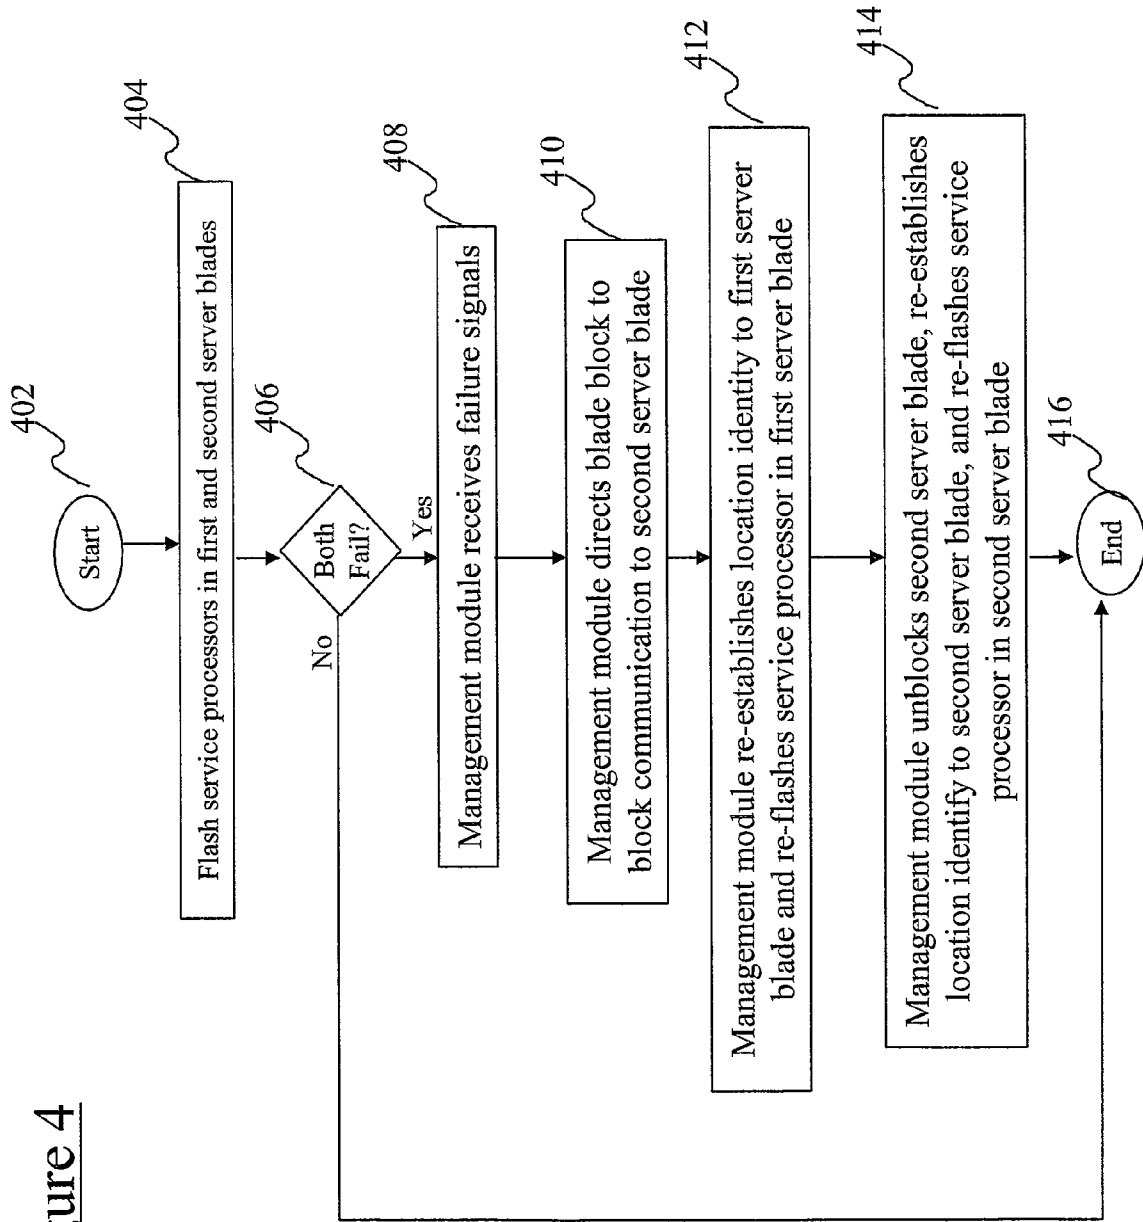 ure 4
402
Start
404
Flash service processors in first and second server blades
406
Both
Fail?
No
Yes
408
Management module receives failure signals
410
Management module directs blade block to
block communication to second server blade
412
Management module re-establishes location identity to first server
blade and re-flashes service processor in first server blade
414
Management module unblocks second server blade, re-establishes
location identify to second server blade, and re-flashes service
processor in second server blade
416
End